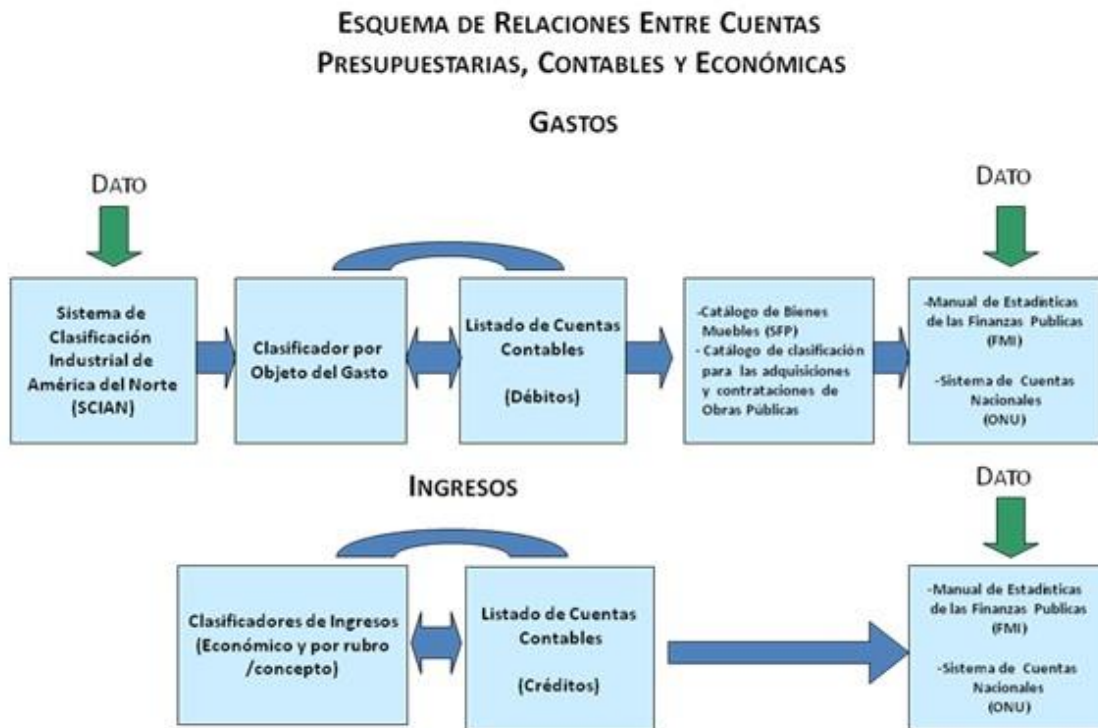 ESQUEMA DE RELACIONES ENTRE CUENTAS
PRESUPUESTARIAS, CONTABLES Y ECONÓMICAS
GASTOS
DATO
DATO
Sistema de
Clasificación
Industrial de
América del Norte
(SCIAN)
Clasificador por
Objeto del Gasto
Listado de Cuentas
Contables
(Débitos)
-Catálogo de Bienes
Muebles (SFP)
- Catálogo de clasificación
para las adquisiciones
y contrataciones de
Obras Públicas
-Manual de Estadísticas
de las Finanzas Publicas
(FMI)
-Sistema de Cuentas
Nacionales
(ONU)
INGRESOS
DATO
Clasificadores de Ingresos
(Económico y por rubro
/concepto)
Listado de Cuentas
Contables
(Créditos)
-Manual de Estadísticas
de las Finanzas Publicas
(FMI)
-Sistema de Cuentas
Nacionales
(ONU)